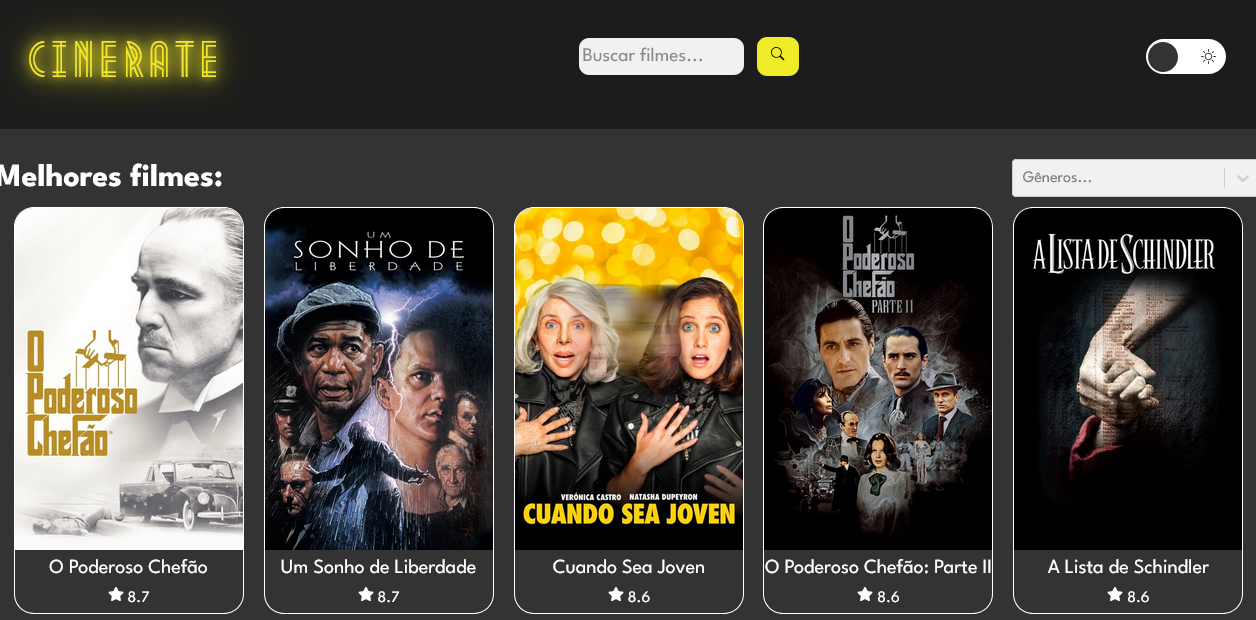 CINERATE
Buscar filmes...
Melhores filmes:
Gêneros...
O
Poderoso
Chefão
UM
SONHO DE
LIBERDADE
VERÓNICA CASTRO NATASHA DUPEYRON
CUANDO SEA JOVEN
O
Poderoso
Chefão
PARTE II
A LISTA DE SCHINDLER
O Poderoso Chefão
8.7
Um Sonho de Liberdade
8.7
Cuando Sea Joven
8.6
O Poderoso Chefão: Parte II
8.6
A Lista de Schindler
8.6